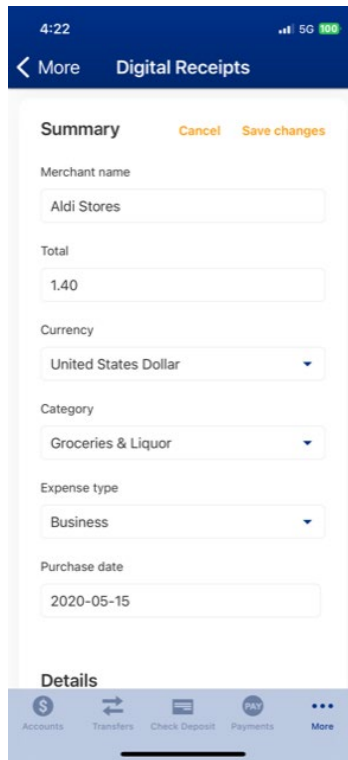 4:22
5G 100
More Digital Receipts
Summary Cancel Save changes
Merchant name
Aldi Stores
Total
1.40
Currency
United States Dollar
Category
Groceries & Liquor
Expense type
Business
Purchase date
2020-05-15
Details
S PAY
Accounts Transfers Check Deposit Payments More